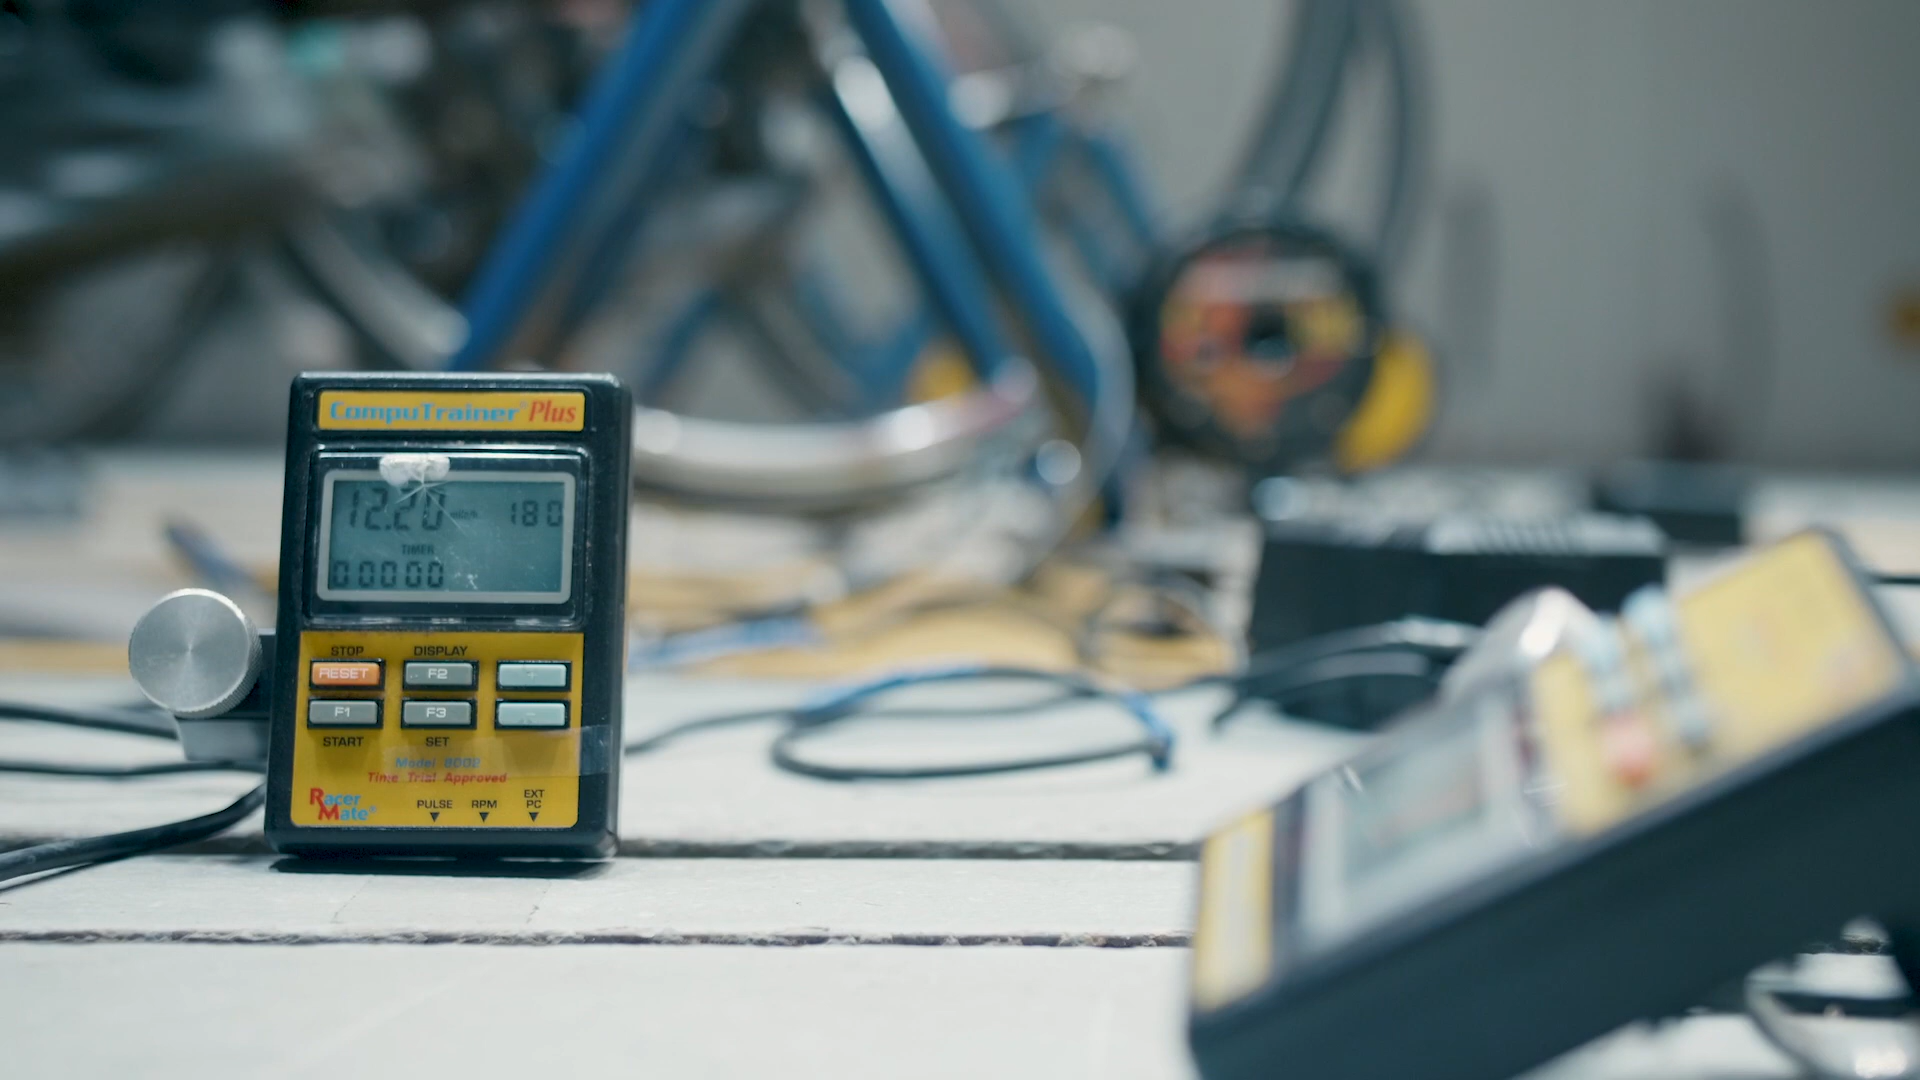 CompuTrainer® Plus
12.20 180
TIMER
00000
STOP DISPLAY
RESET F2 +
F1 F3 -
START SET
Model 8002
Time Trial Approved
Racer Mate®
PULSE RPM EXT PC